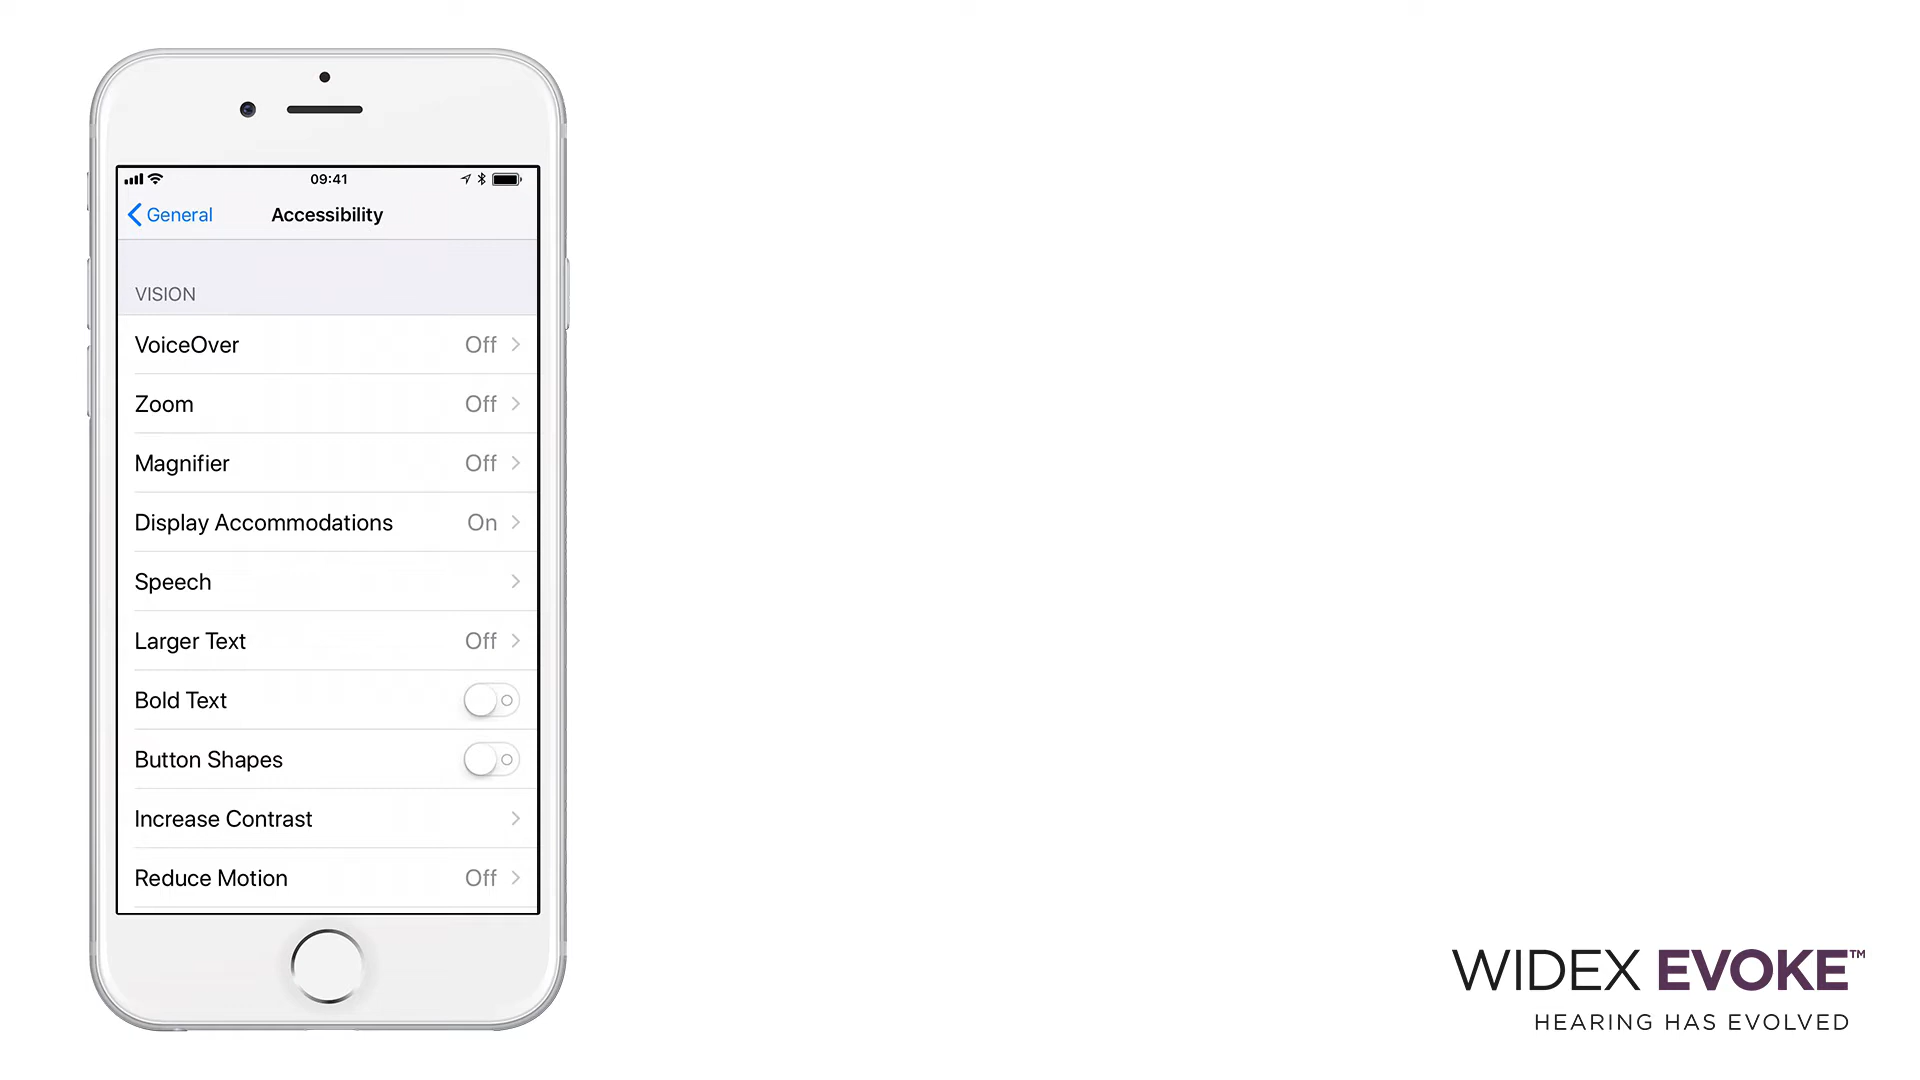 09:41
General
Accessibility
VISION
VoiceOver Off
Zoom Off
Magnifier Off
Display Accommodations On
Speech
Larger Text Off
Bold Text
Button Shapes
Increase Contrast
Reduce Motion Off
WIDEX EVOKE™
HEARING HAS EVOLVED